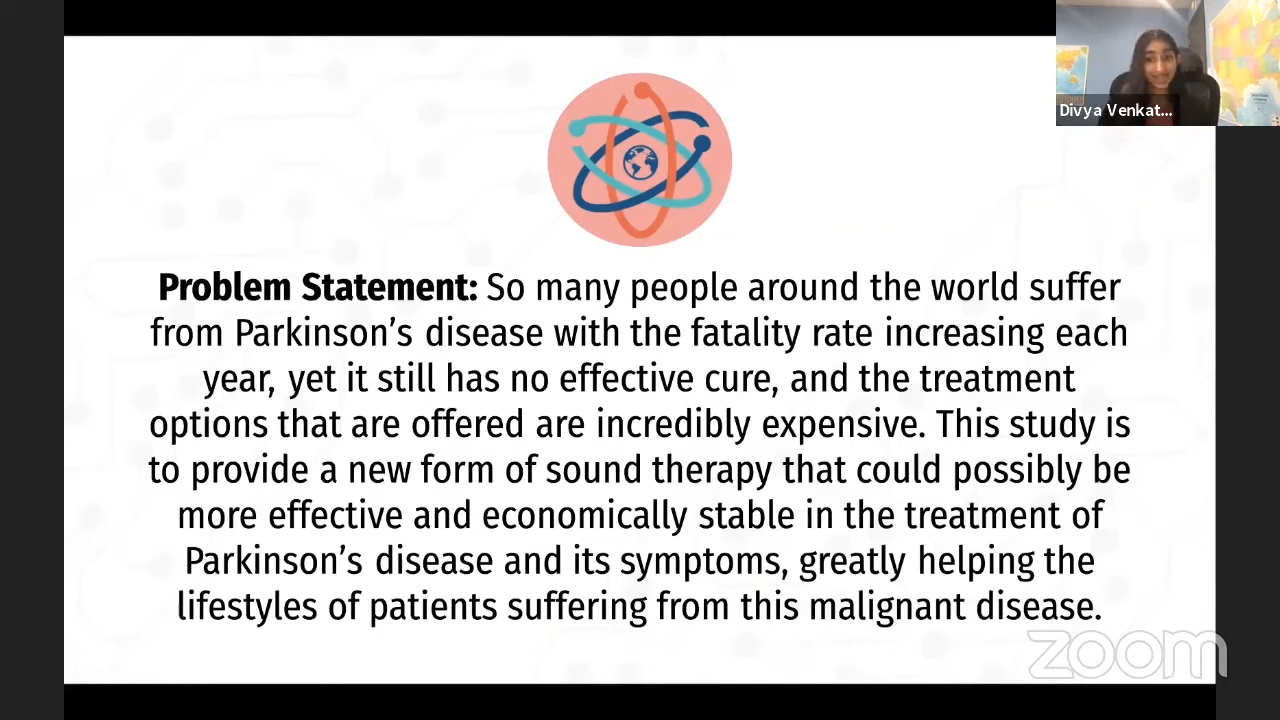 Divya Venkat...
Problem Statement: So many people around the world suffer
from Parkinson's disease with the fatality rate increasing each
year, yet it still has no effective cure, and the treatment
options that are offered are incredibly expensive. This study is
to provide a new form of sound therapy that could possibly be
more effective and economically stable in the treatment of
Parkinson's disease and its symptoms, greatly helping the
lifestyles of patients suffering from this malignant disease.
zoom